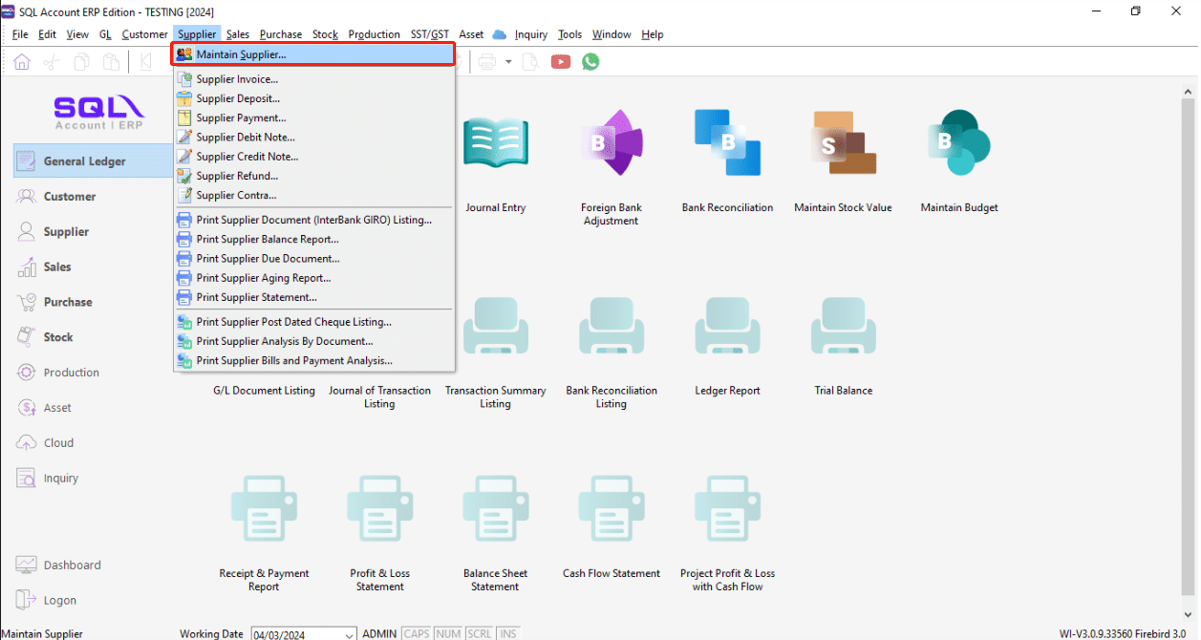 SQL Account ERP Edition - TESTING [2024]
File Edit View GL Customer Supplier Sales Purchase Stock Production SST/GST Asset Inquiry Tools Window Help
Maintain Supplier...
Supplier Invoice...
Supplier Deposit...
Supplier Payment...
Supplier Debit Note...
Supplier Credit Note...
Supplier Refund...
Supplier Contra...
Print Supplier Document (InterBank GIRO) Listing...
Print Supplier Balance Report...
Print Supplier Due Document...
Print Supplier Aging Report...
Print Supplier Statement...
Print Supplier Post Dated Cheque Listing...
Print Supplier Analysis By Document...
Print Supplier Bills and Payment Analysis...
SQL
Account | ERP
General Ledger
Customer
Supplier
Sales
Purchase
Stock
Production
Asset
Cloud
Inquiry
Dashboard
Logon
B
B
S
B
Journal Entry
Foreign Bank
Adjustment
Bank Reconciliation
Maintain Stock Value
Maintain Budget
G/L Document Listing
Journal of Transaction
Listing
Transaction Summary
Listing
Bank Reconciliation
Listing
Ledger Report
Trial Balance
Receipt & Payment
Report
Profit & Loss
Statement
Balance Sheet
Statement
Cash Flow Statement
Project Profit & Loss
with Cash Flow
Maintain Supplier
Working Date 04/03/2024 ADMIN CAPS NUM SCRL INS
WI-V3.0.9.33560 Firebird 3.0